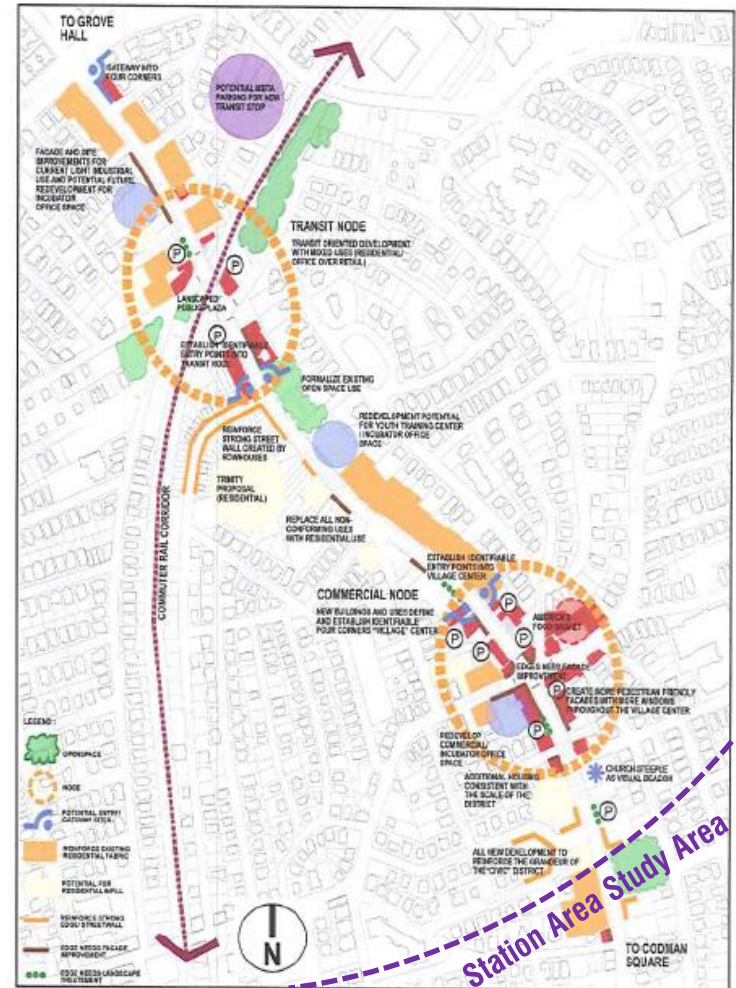 TO GROVE
HALL
GATEWAY INTO
FOUR CORNERS
POTENTIAL MBTA
PARKING FOR NEW
TRANSIT STOP
FACADE AND SITE
IMPROVEMENTS FOR
CURRENT LIGHT INDUSTRIAL
USE AND POTENTIAL FUTURE
REDEVELOPMENT FOR
INCUBATOR
OFFICE SPACE
TRANSIT NODE
TRANSIT ORIENTED DEVELOPMENT
WITH MIXED USES (RESIDENTIAL/
OFFICE OVER RETAIL)
P
P
LANSCAPED
PUBLIC PLAZA
P
ESTABLISH IDENTIFIABLE
ENTRY POINTS INTO
TRANSIT NODE
FORMALIZE EXISTING
OPEN SPACE USE
REDEVELOPMENT POTENTIAL
FOR YOUTH TRAINING CENTER
/ INCUBATOR OFFICE
SPACE
REINFORCE
STRONG STREET
WALL CREATED BY
ROWHOUSES
TRINITY
PROPOSAL
(RESIDENTIAL)
REPLACE ALL NON-
CONFORMING USES
WITH RESIDENTIAL USE
COMMUTER RAIL CORRIDOR
ESTABLISH IDENTIFIABLE
ENTRY POINTS INTO
VILLAGE CENTER
COMMERCIAL NODE
NEW BUILDINGS AND USES DEFINE
AND ESTABLISH IDENTIFIABLE
FOUR CORNERS "VILLAGE" CENTER
P
AMERICA'S
FOOD BASKET
P
P
P
EDGES NEED FACADE
IMPROVEMENT
P
CREATE MORE PEDESTRIAN FRIENDLY
FACADES WITH MORE WINDOWS
THROUGHOUT THE VILLAGE CENTER
P
REDEVELOP
COMMERCIAL/
INCUBATOR OFFICE
SPACE
CHURCH STEEPLE
AS VISUAL BEACON
ADDITIONAL HOUSING
CONSISTENT WITH
THE SCALE OF THE
DISTRICT
P
ALL NEW DEVELOPMENT TO
REINFORCE THE GRANDEUR OF
THE "CIVIC" DISTRICT
Station Area Study Area
TO CODMAN
SQUARE
LEGEND:
OPENSPACE
NODE
POTENTIAL ENTRY/
GATEWAY SITES
REINFORCE EXISTING
RESIDENTIAL FABRIC
POTENTIAL FOR
RESIDENTIAL INFILL
REINFORCE STRONG
EDGE/ STREETWALL
EDGE NEEDS FACADE
IMPROVEMENT
EDGE NEEDS LANDSCAPE
TREATMENT
N